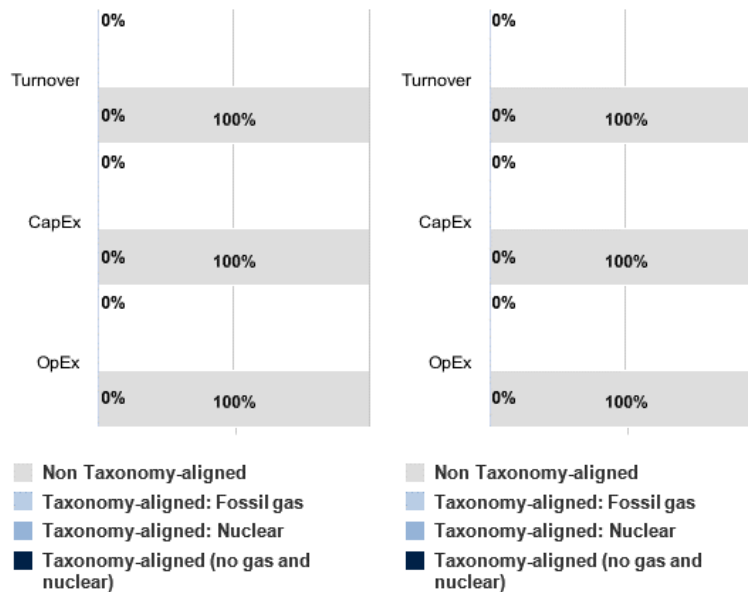 0%
Turnover
0% 100%
0%
CapEx
0% 100%
0%
OpEx
0% 100%
Non Taxonomy-aligned
Taxonomy-aligned: Fossil gas
Taxonomy-aligned: Nuclear
Taxonomy-aligned (no gas and
nuclear)
0%
Turnover
0% 100%
0%
CapEx
0% 100%
0%
OpEx
0% 100%
Non Taxonomy-aligned
Taxonomy-aligned: Fossil gas
Taxonomy-aligned: Nuclear
Taxonomy-aligned (no gas and
nuclear)